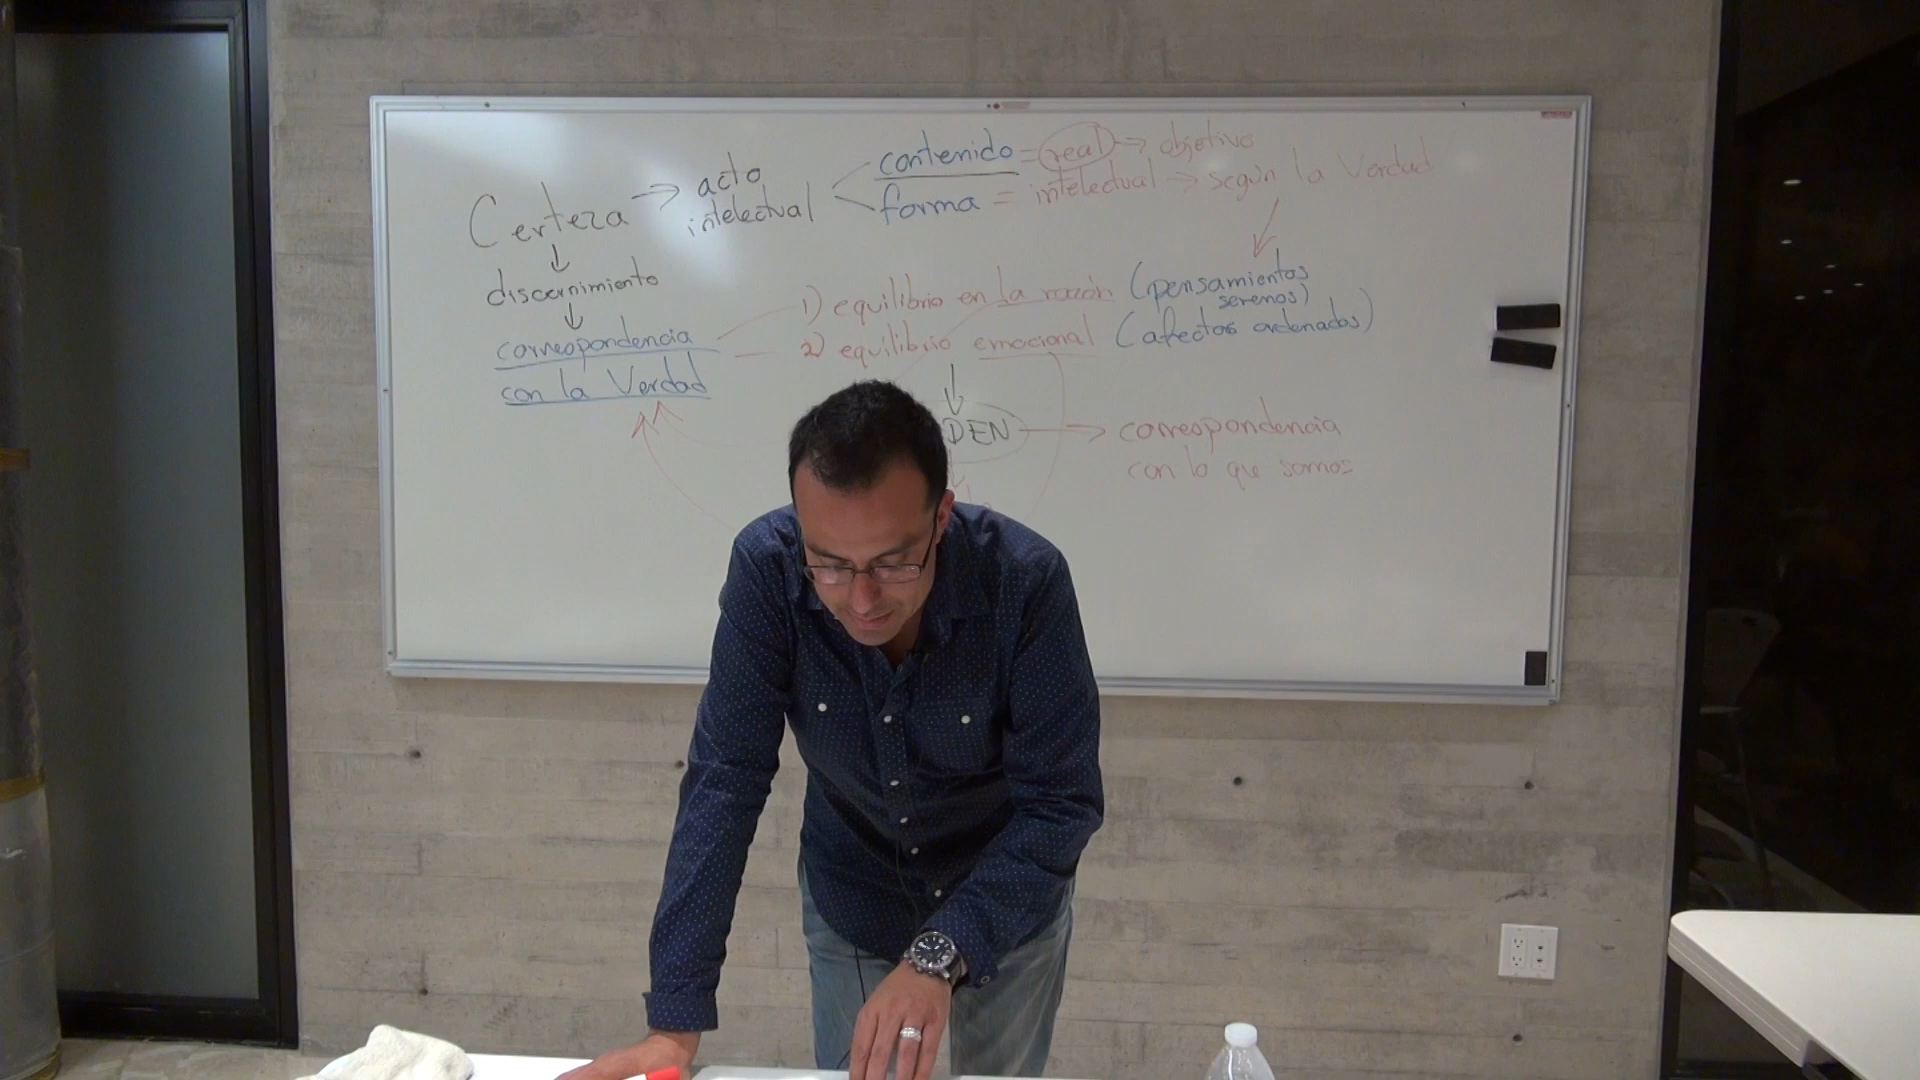 Certeza → acto
intelectual
contenido = real → objetivo
forma = intelectual → según la Verdad
↓
discernimiento
↓
correspondencia
con la Verdad
1) equilibrio en la razón (pensamientos
serenos)
2) equilibrio emocional (afectos ordenados)
↓
DEN → correspondencia
con lo que somos